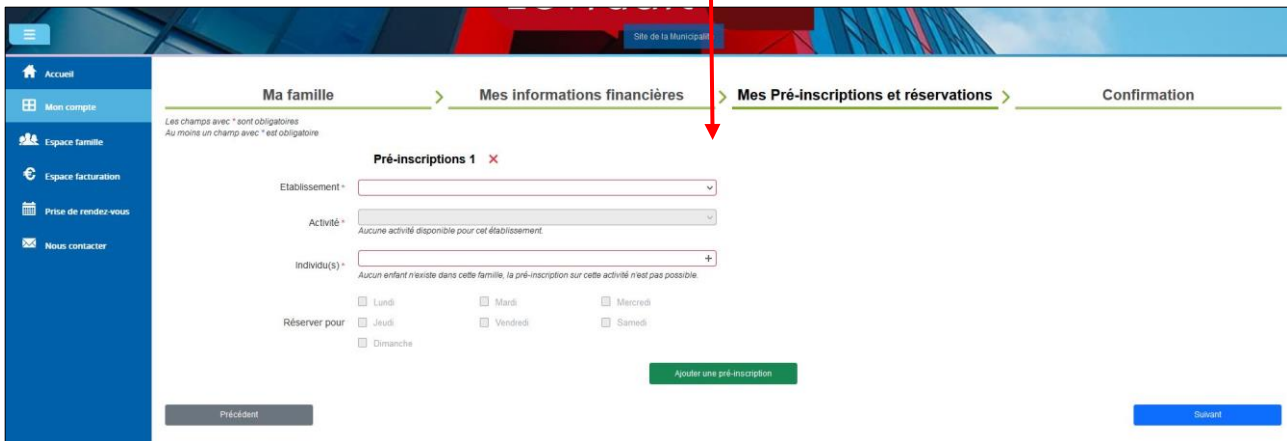 Site de la Municipalité
Accueil
Mon compte
Espace famille
Espace facturation
Prise de rendez-vous
Nous contacter
Ma famille > Mes informations financières > Mes Pré-inscriptions et réservations > Confirmation
Les champs avec * sont obligatoires
Au moins un champ avec * est obligatoire
Pré-inscriptions 1 ×
Etablissement *
Activité *
Aucune activité disponible pour cet établissement.
Individu(s) * +
Aucun enfant n'existe dans cette famille, la pré-inscription sur cette activité n'est pas possible.
Lundi Mardi Mercredi
Réserver pour Jeudi Vendredi Samedi
Dimanche
Ajouter une pré-inscription
Précédent Suivant